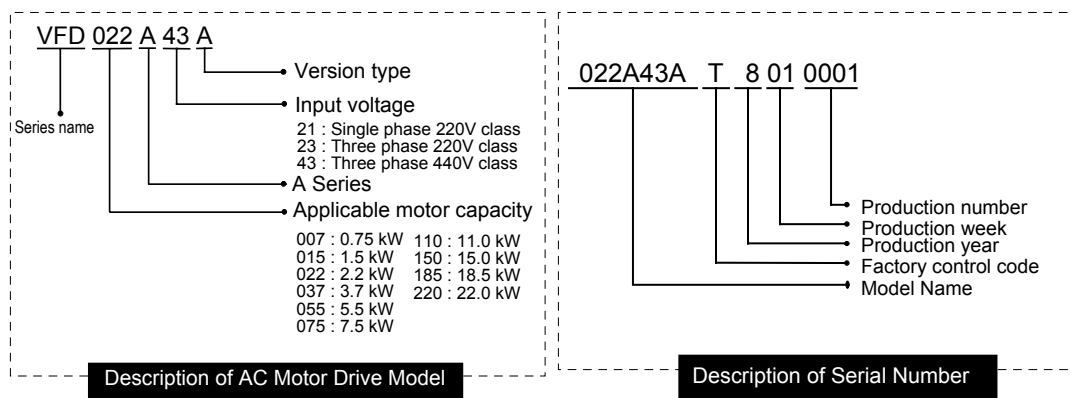 VFD 022 A 43 A
Version type
Input voltage
21 : Single phase 220V class
23 : Three phase 220V class
43 : Three phase 440V class
Series name
A Series
Applicable motor capacity
007 : 0.75 kW 110 : 11.0 kW
015 : 1.5 kW 150 : 15.0 kW
022 : 2.2 kW 185 : 18.5 kW
037 : 3.7 kW 220 : 22.0 kW
055 : 5.5 kW
075 : 7.5 kW
Description of AC Motor Drive Model
022A43A T 8 01 0001
Production number
Production week
Production year
Factory control code
Model Name
Description of Serial Number